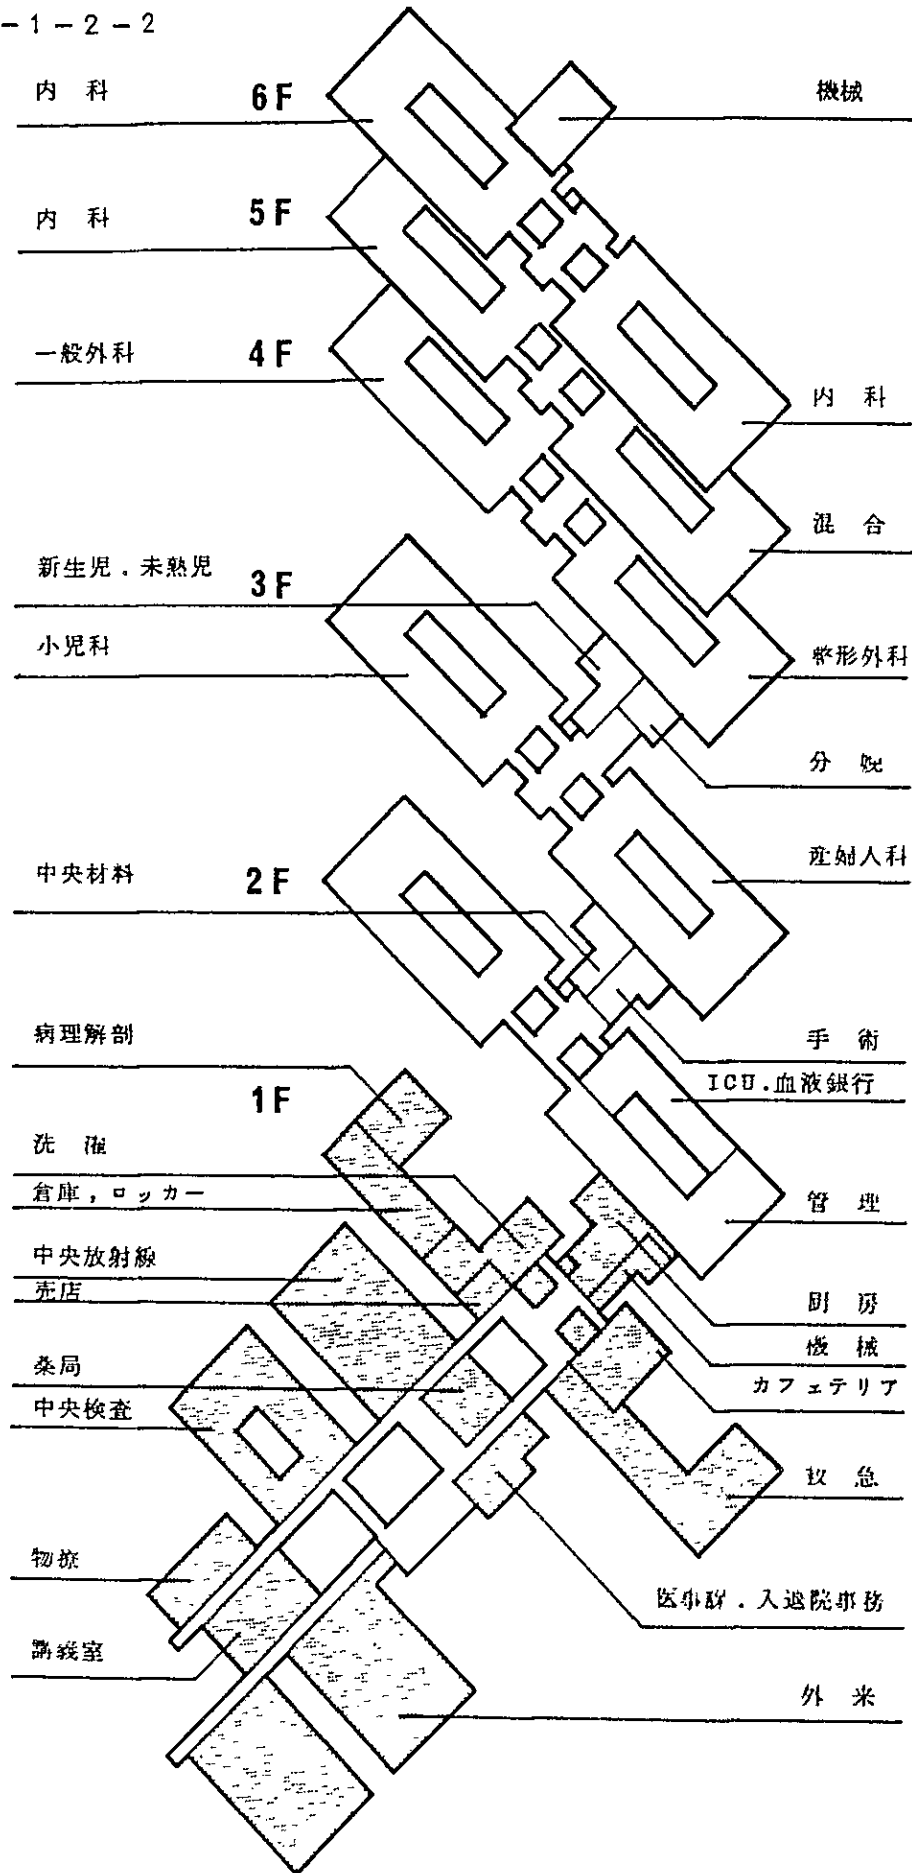 -1-2-2
内科 6F 機械
内科 5F
一般外科 4F
内科
混合
新生児.未熟児 3F
小児科 整形外科
分娩
産婦人科
中央材料 2F
病理解剖 手術
ICU.血液銀行
1F
洗濯
倉庫,ロッカー 管理
中央放射線
売店 厨房
機械
薬局 カフェテリア
中央検査
救急
物療
医事課.入退院事務
講義室
外来